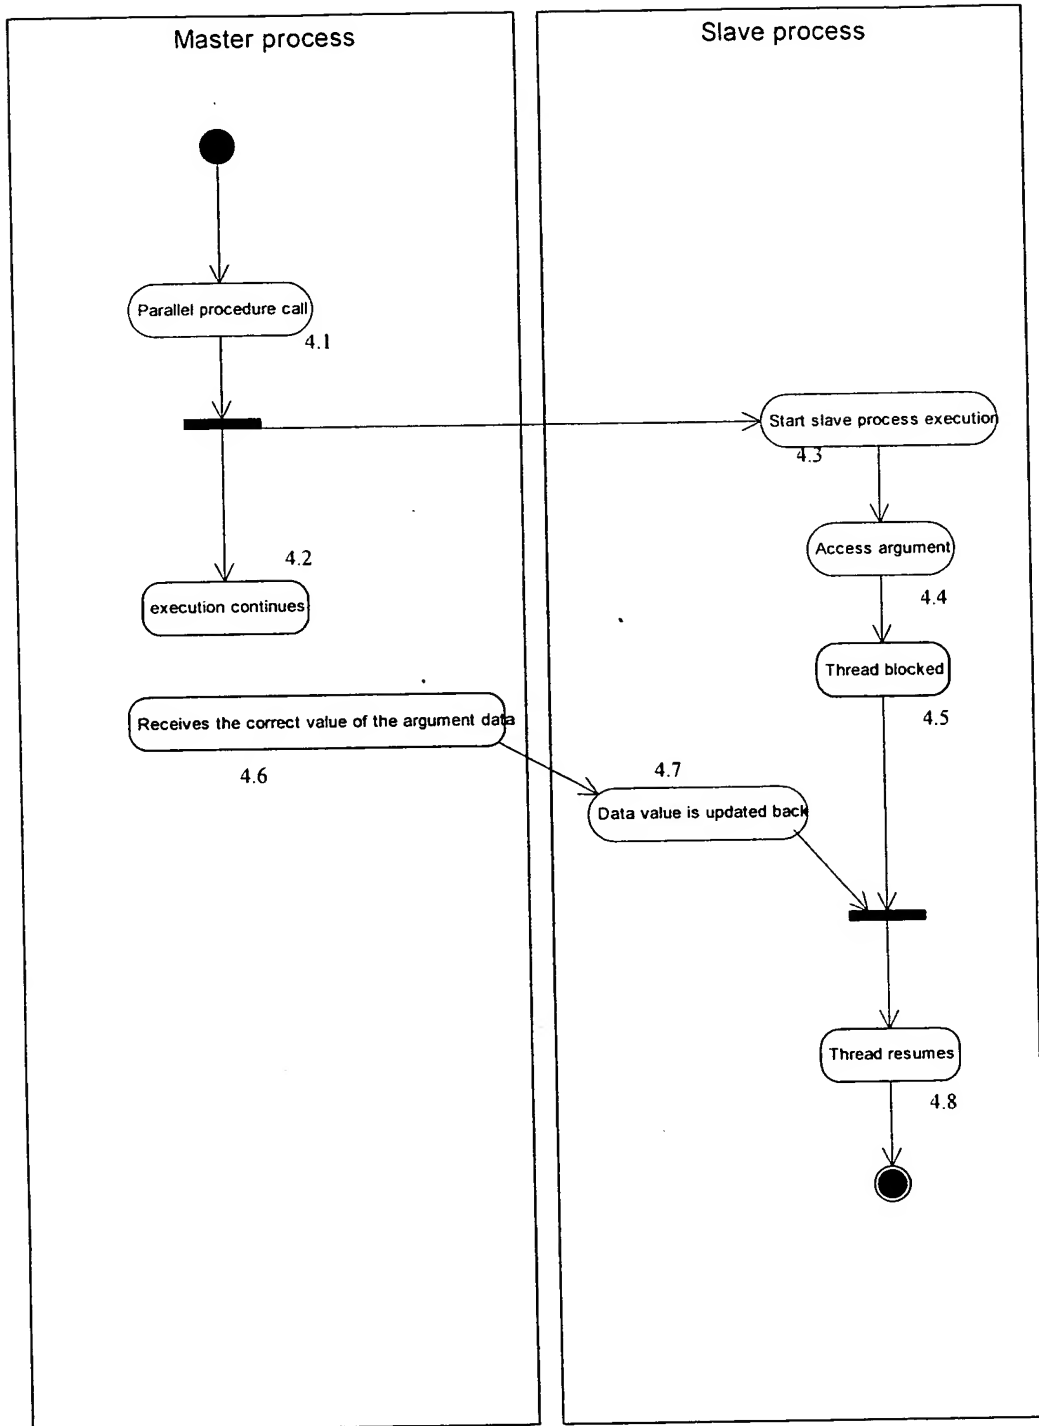 Master process
Slave process
Parallel procedure call
4.1
Start slave process execution
4.3
Access argument
4.4
4.2
execution continues
Thread blocked
4.5
Receives the correct value of the argument data
4.6
4.7
Data value is updated back
Thread resumes
4.8